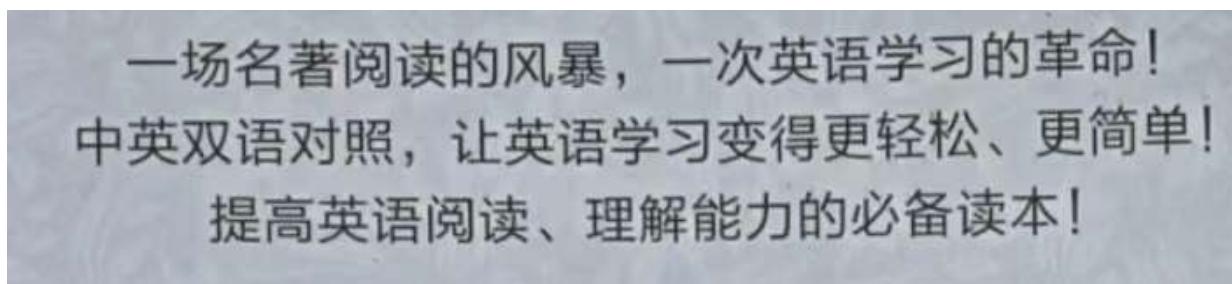 一场名著阅读的风暴，一次英语学习的革命！
中英双语对照，让英语学习变得更轻松、更简单！
提高英语阅读、理解能力的必备读本！